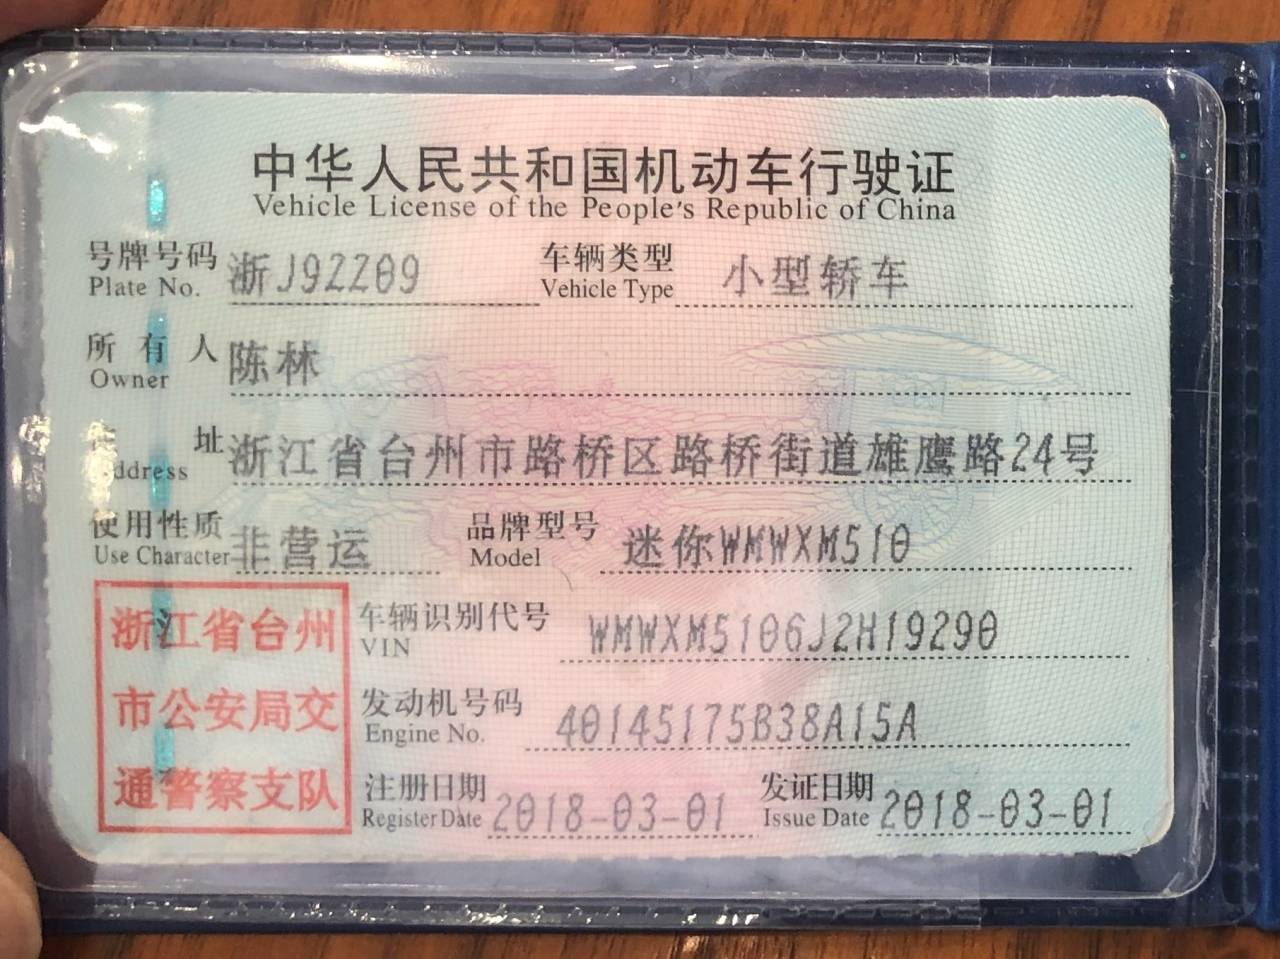 中华人民共和国机动车行驶证
Vehicle License of the People's Republic of China
号牌号码 浙J92Z09 车辆类型 小型轿车
Plate No. Vehicle Type
所有人 陈林
Owner
址 浙江省台州市路桥区路桥街道雄鹰路24号
Address
使用性质 非营运 品牌型号 迷你WMWXM510
Use Character Model
车辆识别代号 WMWXM5106J2H19290
VIN
发动机号码 40145175B38A15A
Engine No.
注册日期 2018-03-01 发证日期 2018-03-01
Register Date Issue Date
浙江省台州
市公安局交
通警察支队